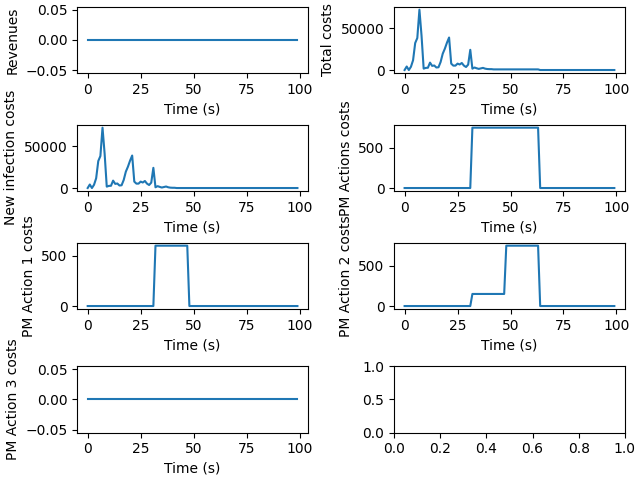 Revenues
0.05
0.00
−0.05
0 25 50 75 100
Time (s)
Total costs
50000
0
0 25 50 75 100
Time (s)
New infection costs
50000
0
0 25 50 75 100
Time (s)
PM Actions costs
500
0
0 25 50 75 100
Time (s)
PM Action 1 costs
500
0
0 25 50 75 100
Time (s)
PM Action 2 costs
500
0
0 25 50 75 100
Time (s)
PM Action 3 costs
0.05
0.00
−0.05
0 25 50 75 100
Time (s)
1.0
0.5
0.0
0.0 0.2 0.4 0.6 0.8 1.0